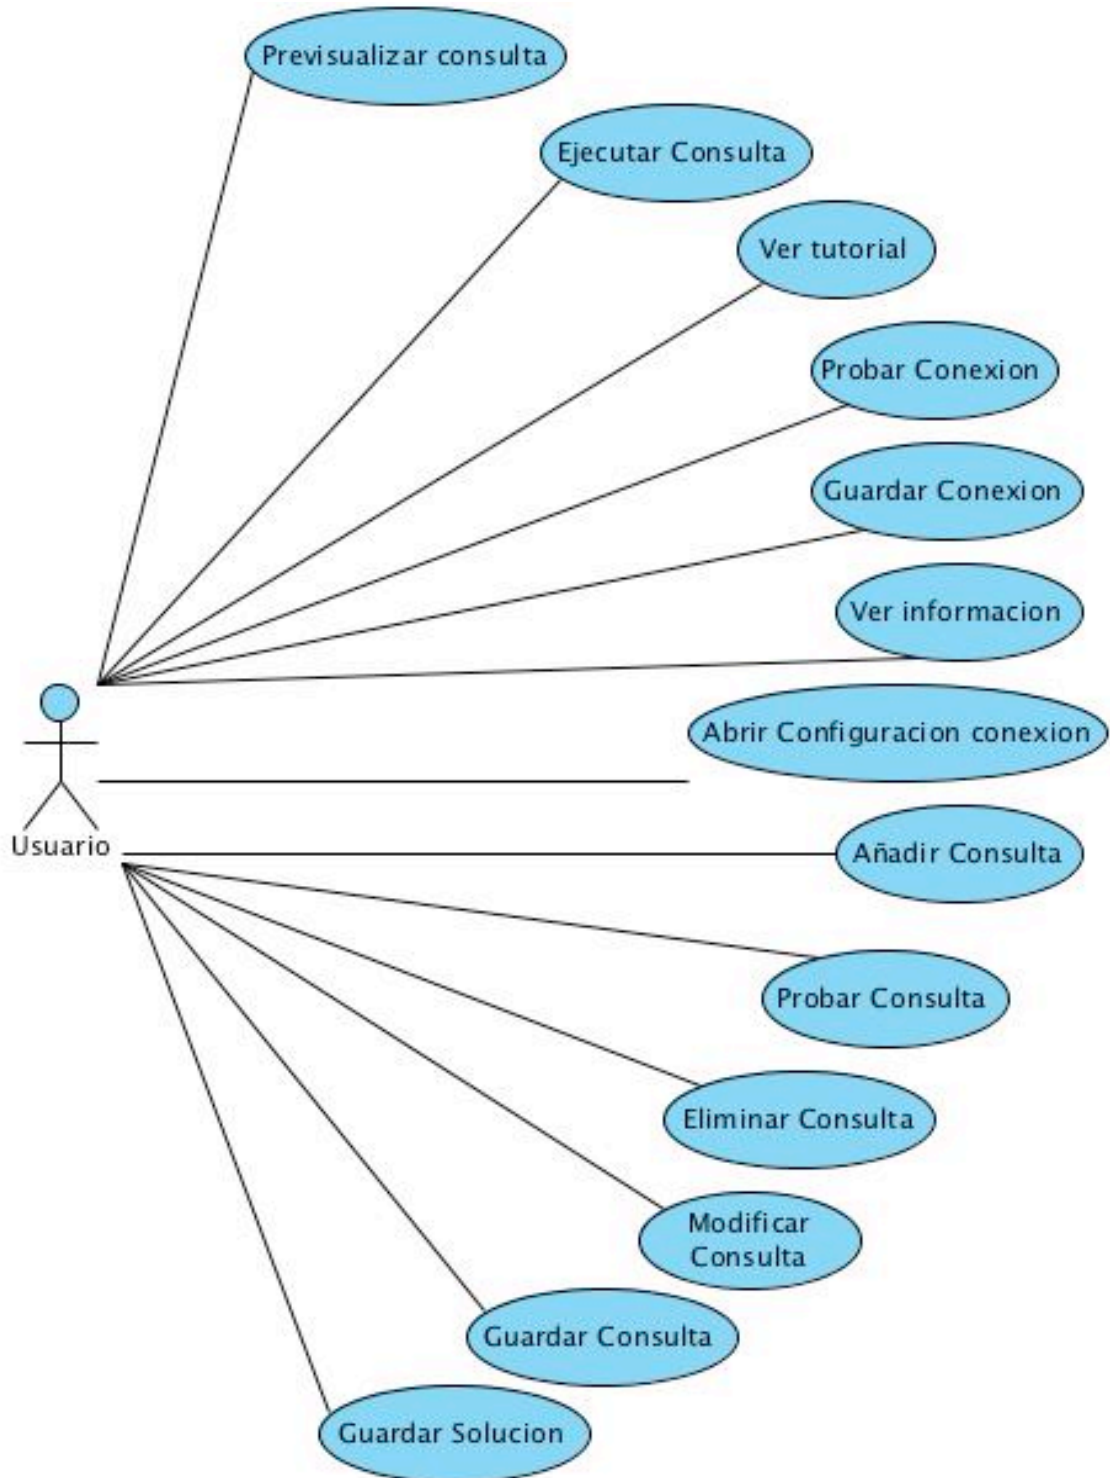 Previsualizar consulta
Ejecutar Consulta
Ver tutorial
Probar Conexion
Guardar Conexion
Ver informacion
Abrir Configuracion conexion
Usuario
Añadir Consulta
Probar Consulta
Eliminar Consulta
Modificar
Consulta
Guardar Consulta
Guardar Solucion